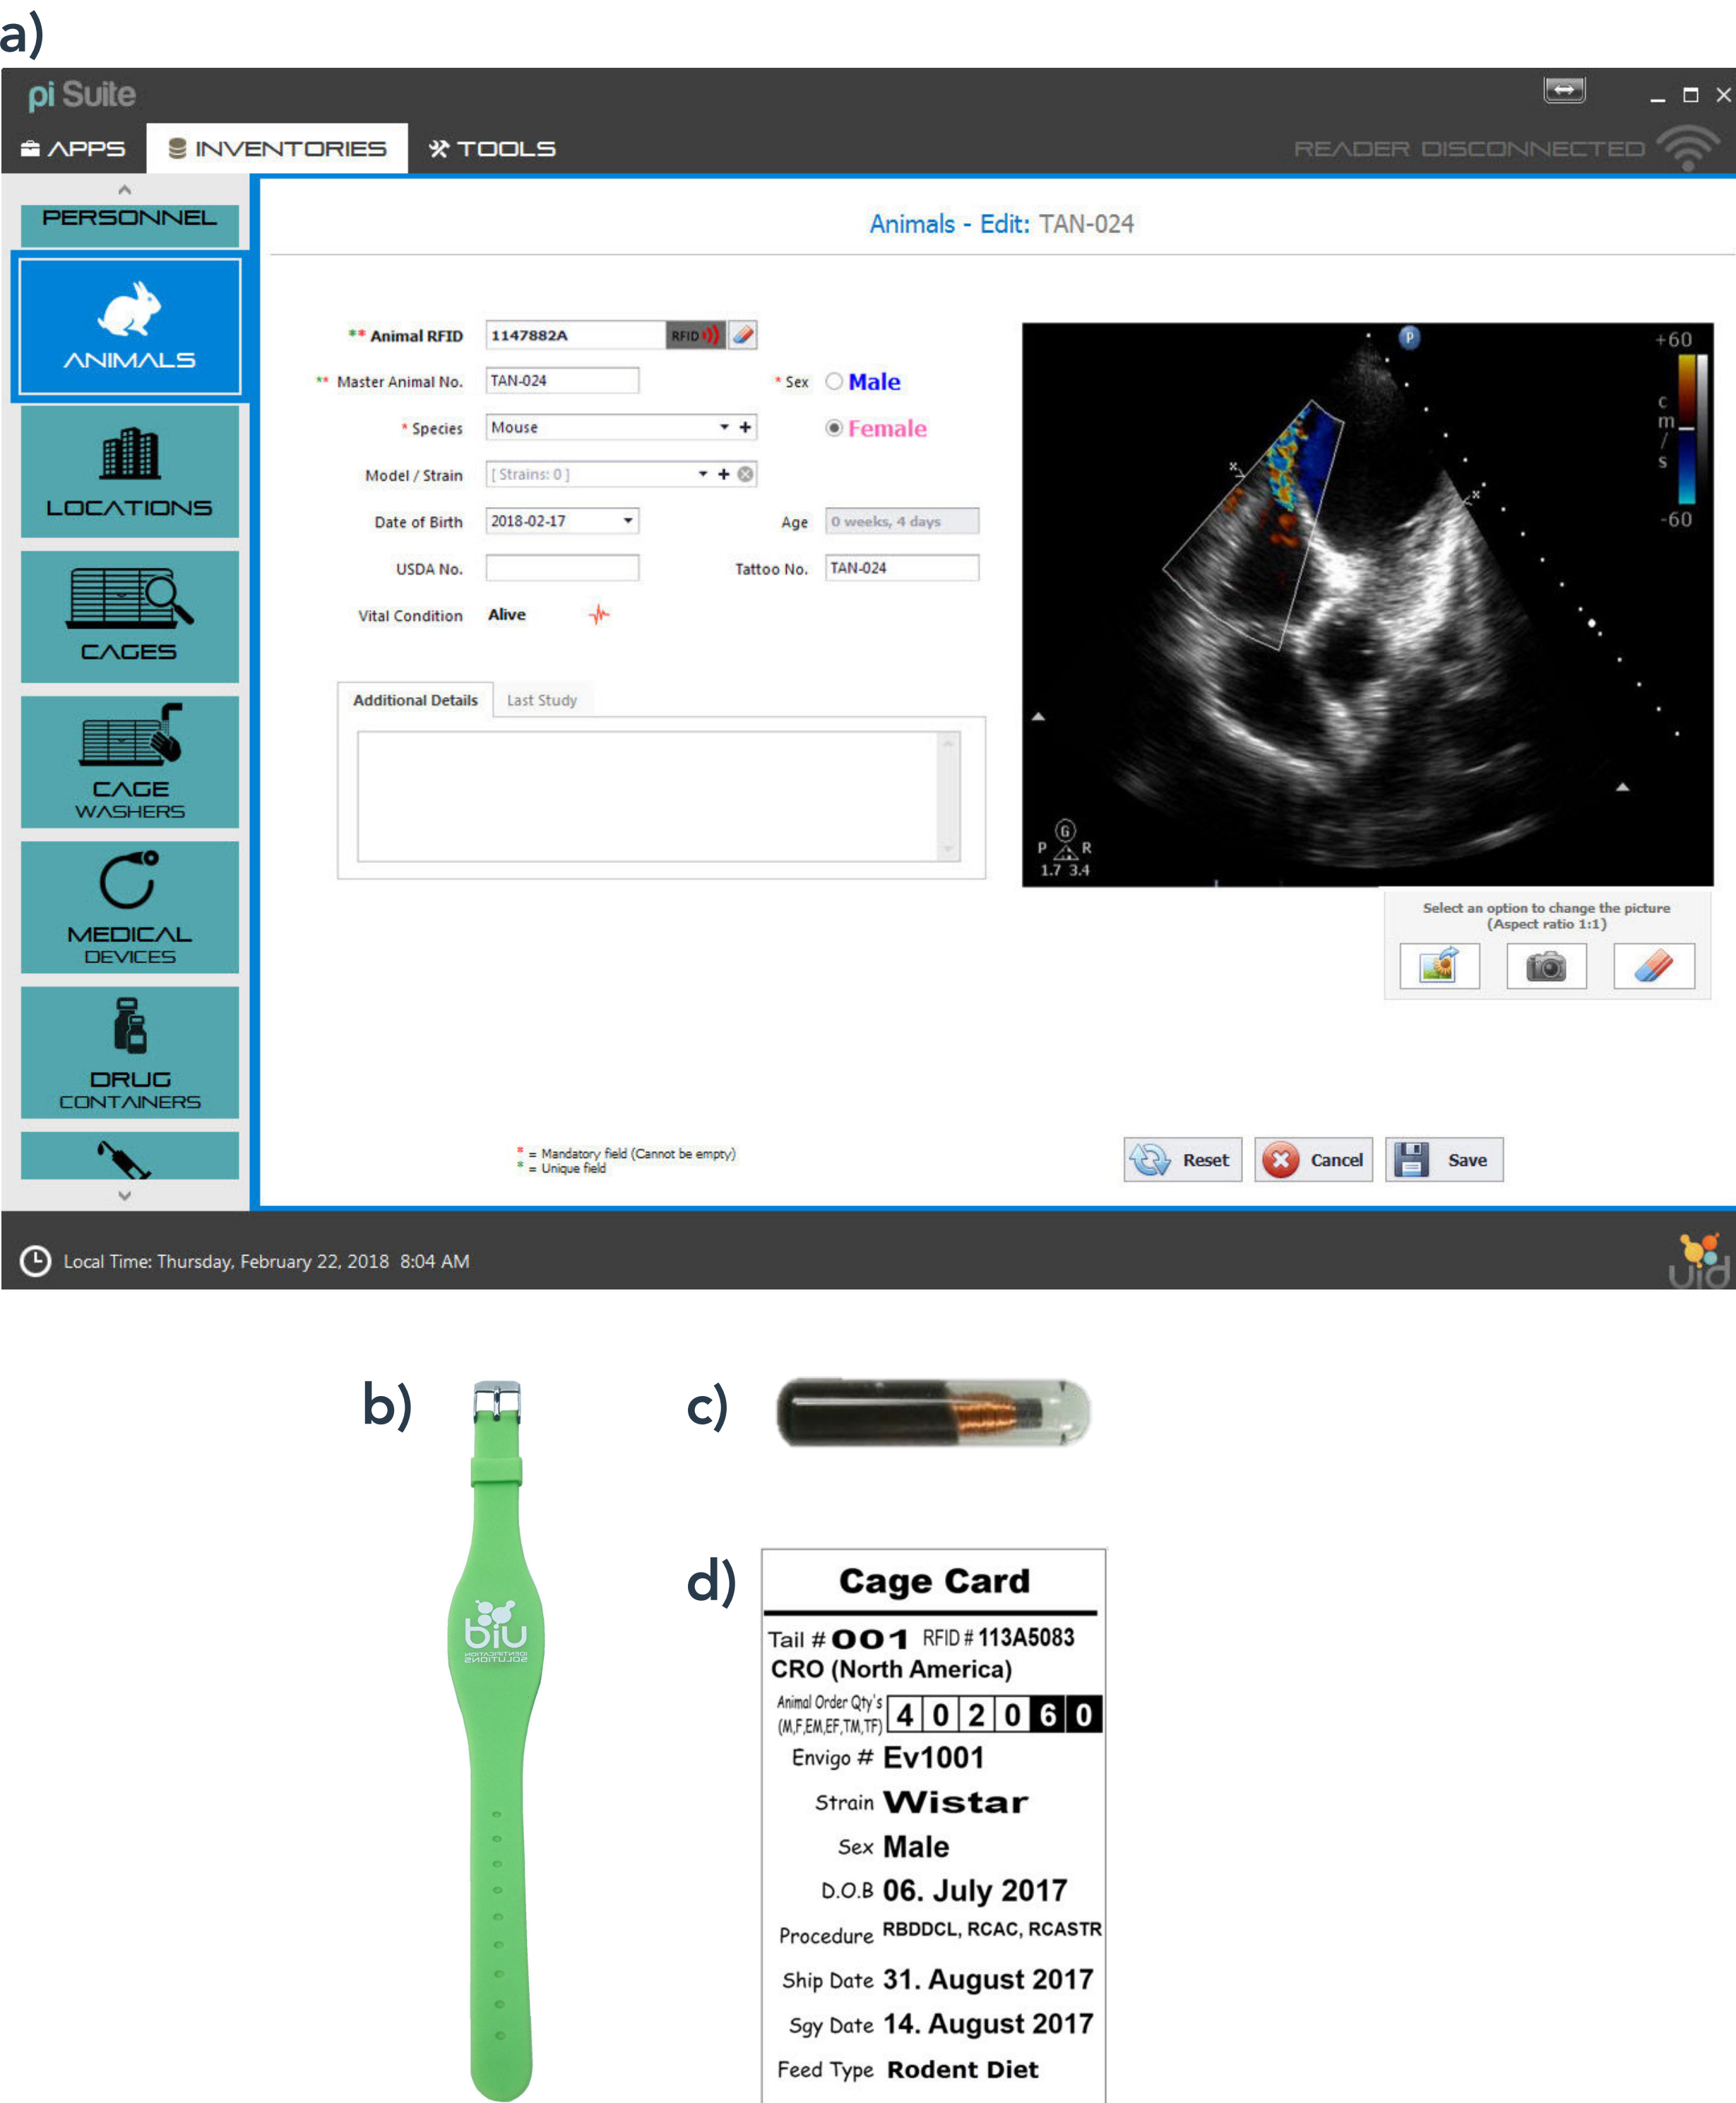 a)
pi Suite
APPS INVENTORIES TOOLS READER DISCONNECTED
PERSONNEL
ANIMALS
LOCATIONS
CAGES
CAGE
WASHERS
MEDICAL
DEVICES
DRUG
CONTAINERS
Animals - Edit: TAN-024
** Animal RFID 1147882A RFID
** Master Animal No. TAN-024 * Sex Male
* Species Mouse Female
Model / Strain [ Strains: 0 ]
Date of Birth 2018-02-17 Age 0 weeks, 4 days
USDA No. Tattoo No. TAN-024
Vital Condition Alive
Additional Details Last Study
P
+60
c
m
/
s
-60
x
x
G
P R
1.7 3.4
Select an option to change the picture
(Aspect ratio 1:1)
* = Mandatory field (Cannot be empty)
* = Unique field
Reset Cancel Save
Local Time: Thursday, February 22, 2018 8:04 AM
uid
b)
uid
IDENTIFICATION
SOLUTIONS
c)
d)
Cage Card
Tail # 001 RFID # 113A5083
CRO (North America)
Animal Order Qty's
(M,F,EM,EF,TM,TF) 4 0 2 0 6 0
Envigo # Ev1001
Strain Wistar
Sex Male
D.O.B 06. July 2017
Procedure RBDDCL, RCAC, RCASTR
Ship Date 31. August 2017
Sgy Date 14. August 2017
Feed Type Rodent Diet